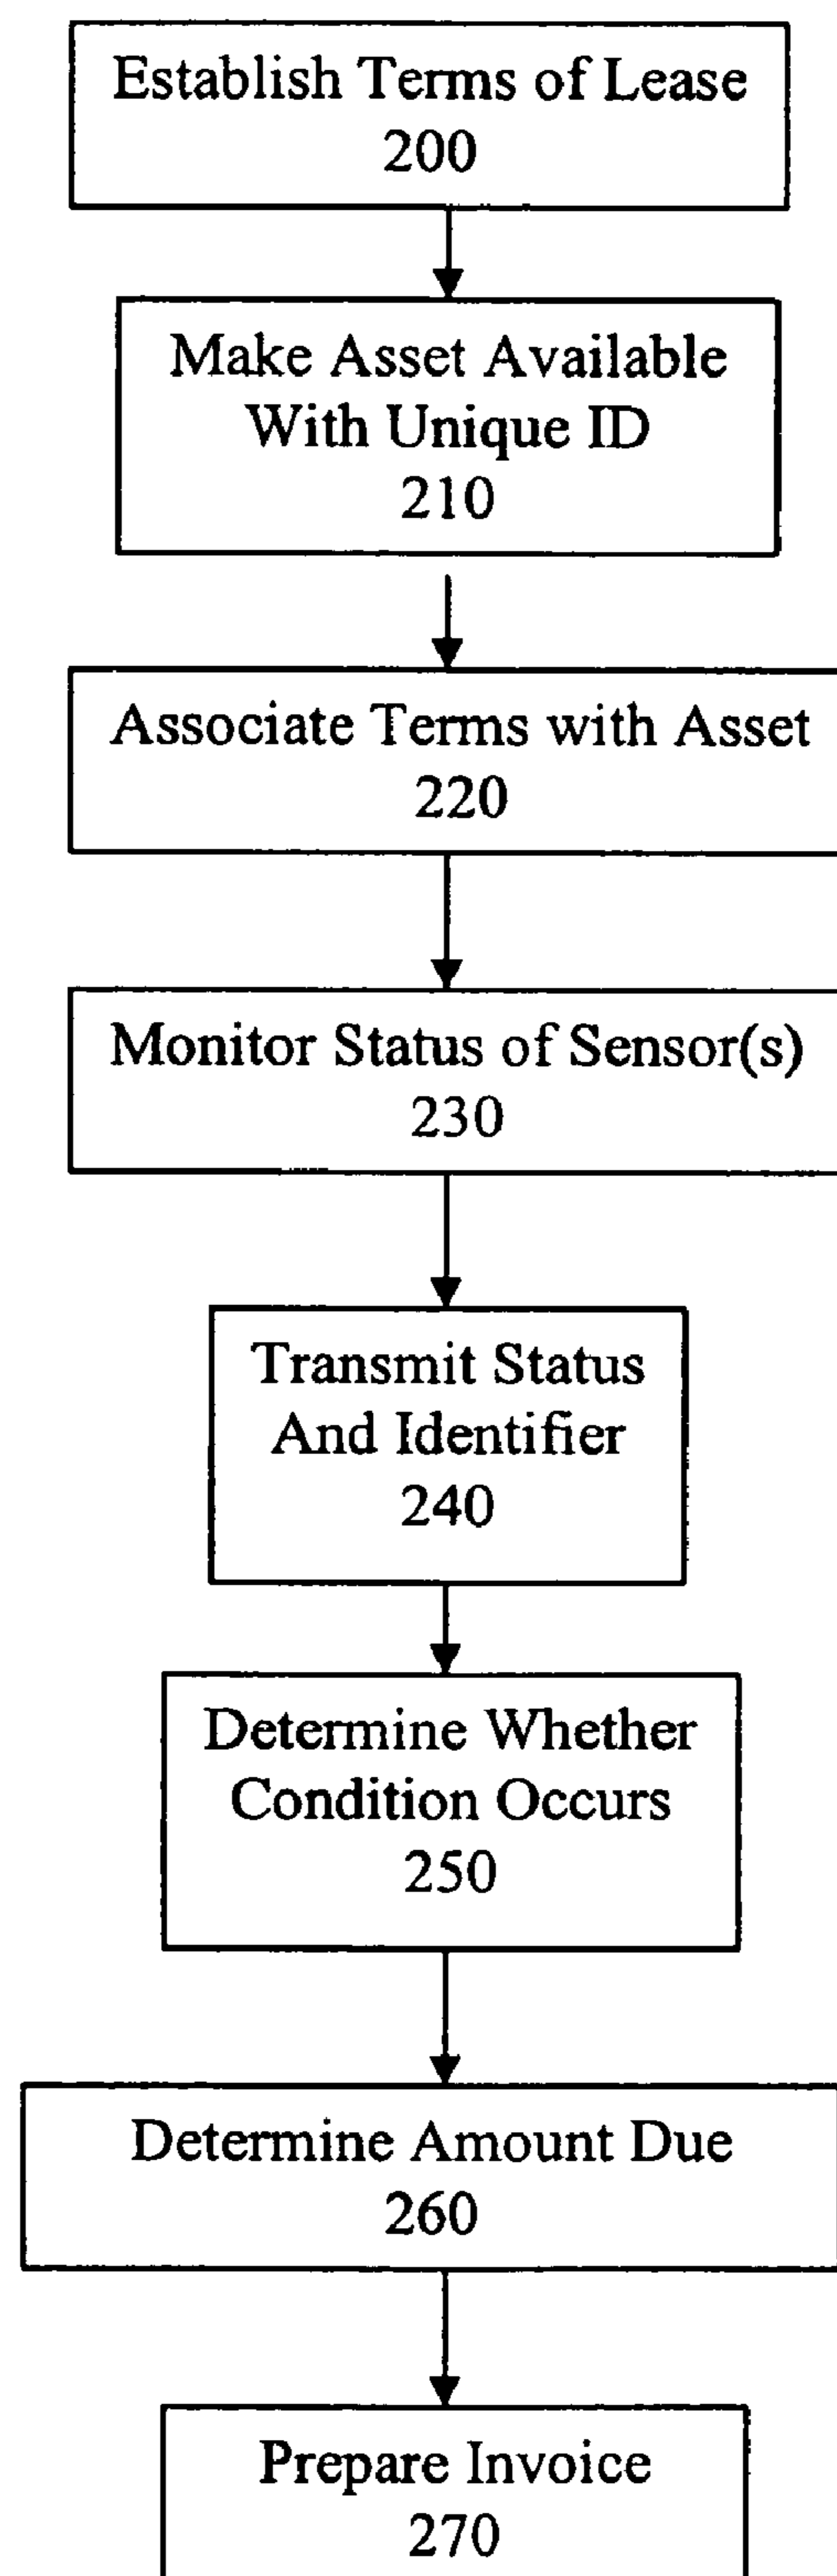 Establish Terms of Lease
200
Make Asset Available
With Unique ID
210
Associate Terms with Asset
220
Monitor Status of Sensor(s)
230
Transmit Status
And Identifier
240
Determine Whether
Condition Occurs
250
Determine Amount Due
260
Prepare Invoice
270